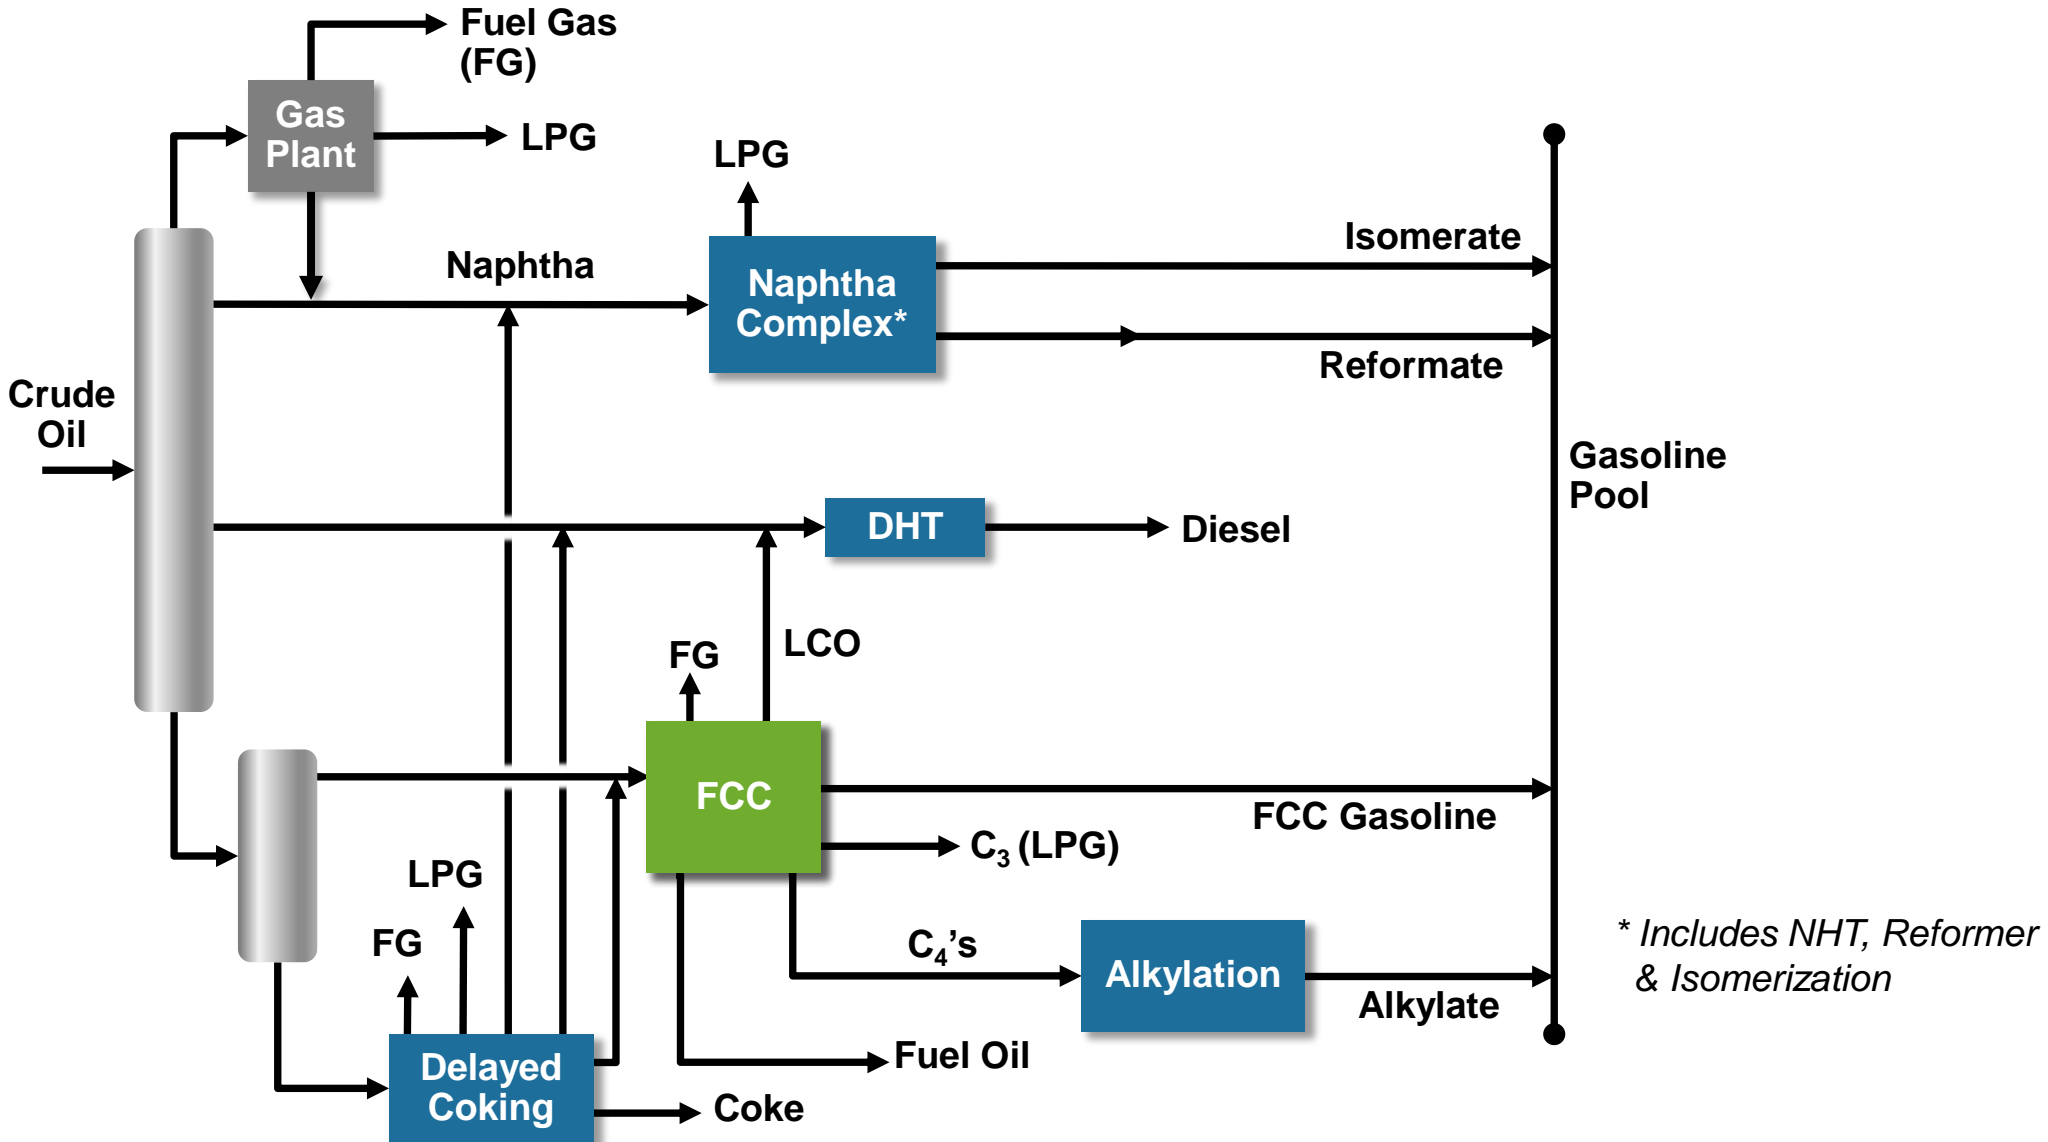 Fuel Gas
(FG)
Gas
Plant
LPG
LPG
Naphtha
Naphtha
Complex*
Isomerate
Reformate
Crude
Oil
Gasoline
Pool
DHT
Diesel
FG
LCO
FCC
FCC Gasoline
C₃ (LPG)
LPG
FG
C₄’s
Alkylation
Alkylate
* Includes NHT, Reformer
& Isomerization
Fuel Oil
Delayed
Coking
Coke